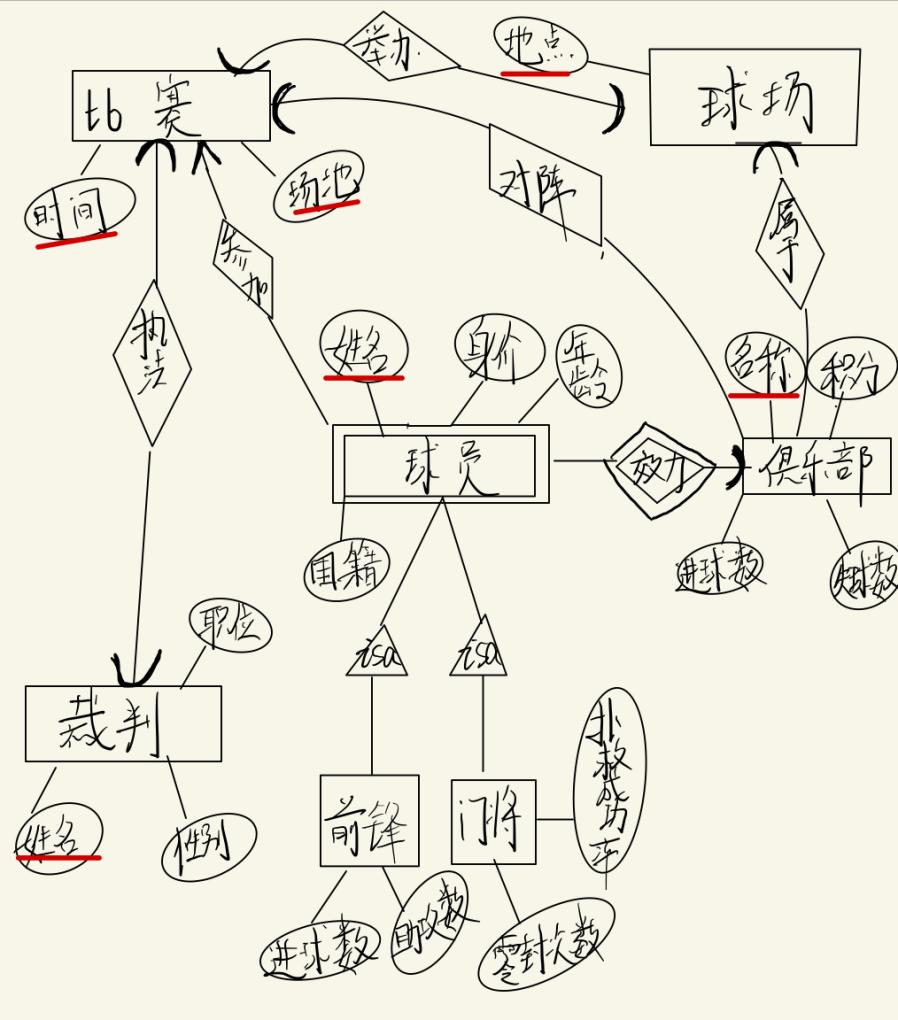 举办
地点
比赛
球场
时间
场地
对阵
属于
参加
执法
姓名
身价
年龄
名称
积分
球员
效力
俱乐部
国籍
进球数
失球数
职位
isa
isa
裁判
扑救成功率
前锋
门将
姓名
性别
进球数
助攻数
零封次数